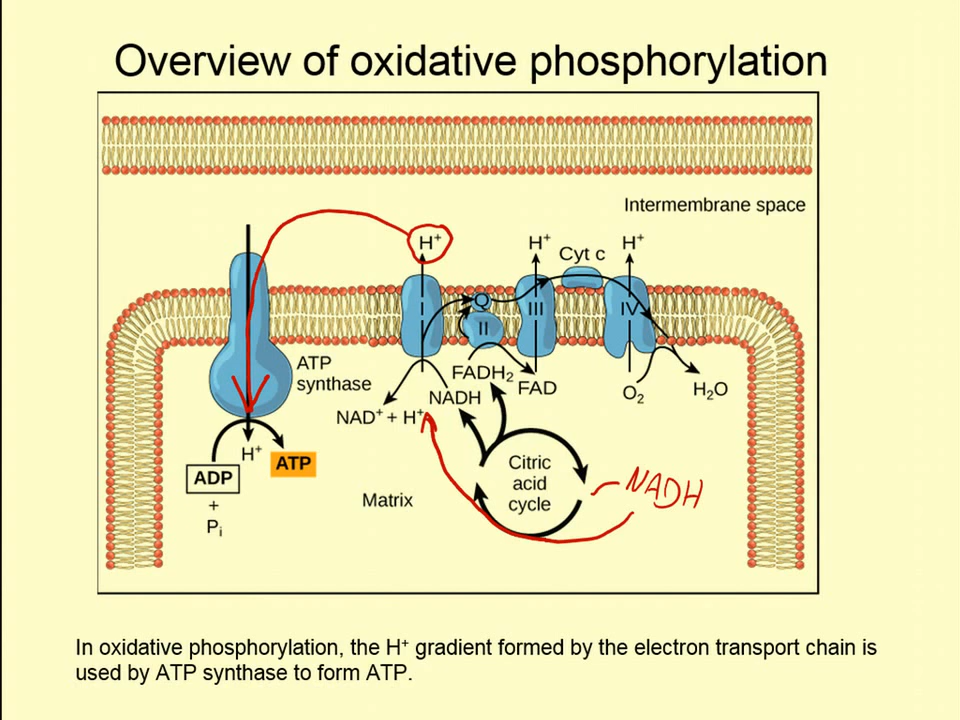 Overview of oxidative phosphorylation
Intermembrane space
H⁺
H⁺
Cyt c
H⁺
I
Q
II
III
IV
ATP
synthase
FADH₂
FAD
NADH
NAD⁺ + H⁺
O₂
H₂O
H⁺
ATP
ADP
+
Pᵢ
Matrix
Citric
acid
cycle
NADH
In oxidative phosphorylation, the H⁺ gradient formed by the electron transport chain is
used by ATP synthase to form ATP.